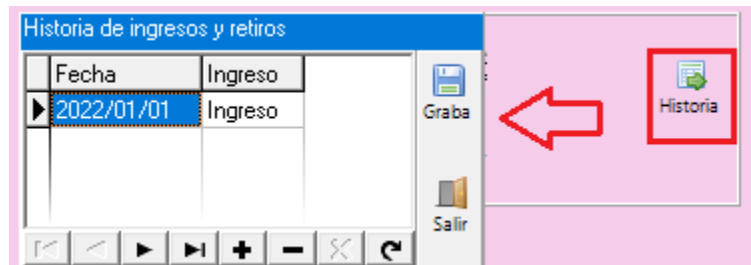 Historia de ingresos y retiros
Fecha Ingreso
2022/01/01 Ingreso
Graba
Salir
Historia